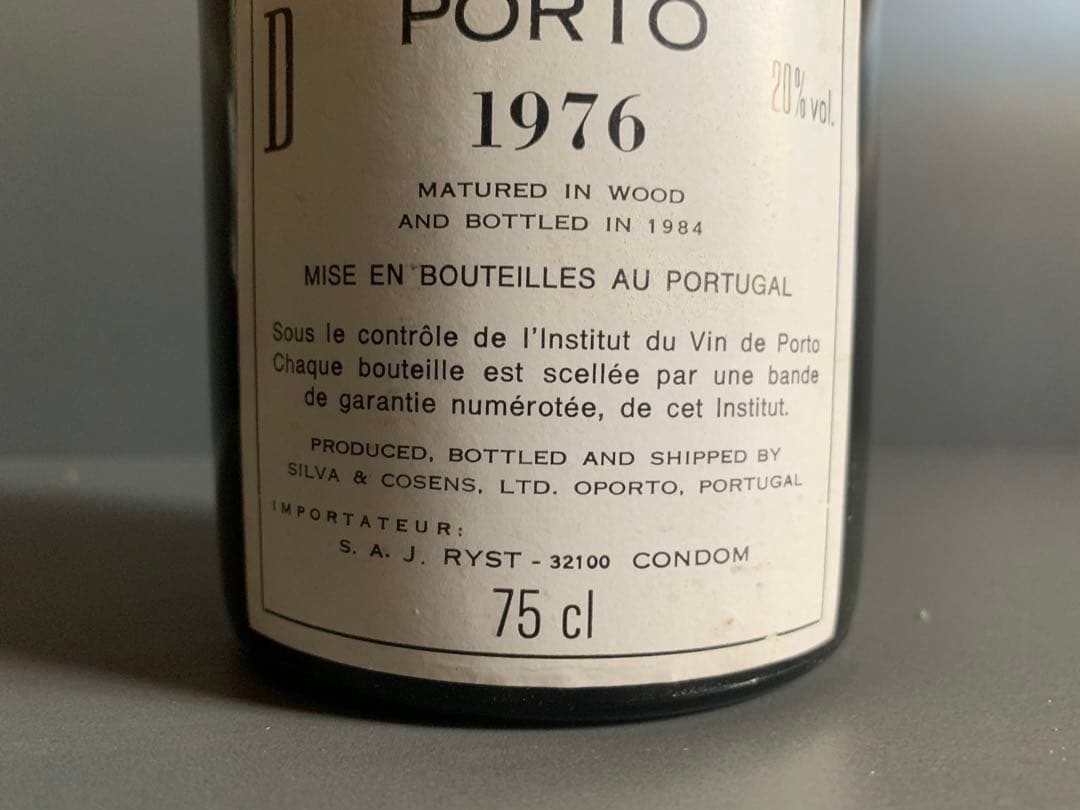 PORTO
D
1976
20% vol.
MATURED IN WOOD
AND BOTTLED IN 1984
MISE EN BOUTEILLES AU PORTUGAL
Sous le contrôle de l'Institut du Vin de Porto
Chaque bouteille est scellée par une bande
de garantie numérotée, de cet Institut.
PRODUCED, BOTTLED AND SHIPPED BY
SILVA & COSENS, LTD. OPORTO, PORTUGAL
IMPORTATEUR:
S. A. J. RYST - 32100 CONDOM
75 cl